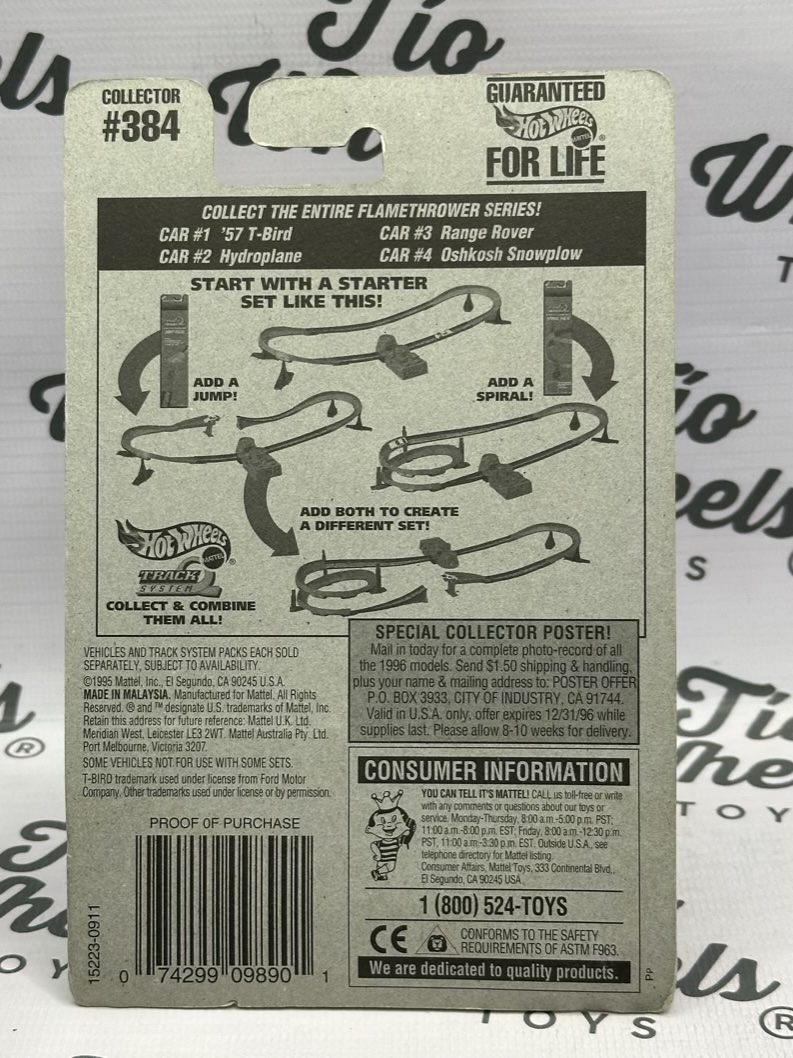 Tío
Wheels
COLLECTOR
#384
GUARANTEED
HOT WHEELS
MATTEL
®
FOR LIFE
COLLECT THE ENTIRE FLAMETHROWER SERIES!
CAR #1 '57 T-Bird
CAR #3 Range Rover
CAR #2 Hydroplane
CAR #4 Oshkosh Snowplow
START WITH A STARTER
SET LIKE THIS!
ADD A
JUMP!
ADD A
SPIRAL!
ADD BOTH TO CREATE
A DIFFERENT SET!
HOT WHEELS
MATTEL
®
TRACK
SYSTEM
COLLECT & COMBINE
THEM ALL!
VEHICLES AND TRACK SYSTEM PACKS EACH SOLD
SEPARATELY, SUBJECT TO AVAILABILITY.
©1995 Mattel, Inc., El Segundo, CA 90245 U.S.A.
MADE IN MALAYSIA. Manufactured for Mattel. All Rights
Reserved. ® and ™ designate U.S. trademarks of Mattel, Inc.
Retain this address for future reference: Mattel U.K. Ltd.
Meridian West, Leicester LE3 2WT. Mattel Australia Pty. Ltd.
Port Melbourne, Victoria 3207.
SOME VEHICLES NOT FOR USE WITH SOME SETS.
T-BIRD trademark used under license from Ford Motor
Company. Other trademarks used under license or by permission.
PROOF OF PURCHASE
15223-0911
0 74299 09890 1
SPECIAL COLLECTOR POSTER!
Mail in today for a complete photo-record of all
the 1996 models. Send $1.50 shipping & handling,
plus your name & mailing address to: POSTER OFFER
P.O. BOX 3933, CITY OF INDUSTRY, CA 91744.
Valid in U.S.A. only, offer expires 12/31/96 while
supplies last. Please allow 8-10 weeks for delivery.
CONSUMER INFORMATION
YOU CAN TELL IT'S MATTEL! CALL us toll-free or write
with any comments or questions about our toys or
service. Monday-Thursday, 8:00 a.m.-5:00 p.m. PST;
11:00 a.m.-8:00 p.m. EST; Friday, 8:00 a.m.-12:30 p.m.
PST, 11:00 a.m.-3:30 p.m. EST. Outside U.S.A., see
telephone directory for Mattel listing.
Consumer Affairs, Mattel Toys, 333 Continental Blvd.,
El Segundo, CA 90245 USA
1 (800) 524-TOYS
CE
CONFORMS TO THE SAFETY
REQUIREMENTS OF ASTM F963.
We are dedicated to quality products.
PP
TOYS
®